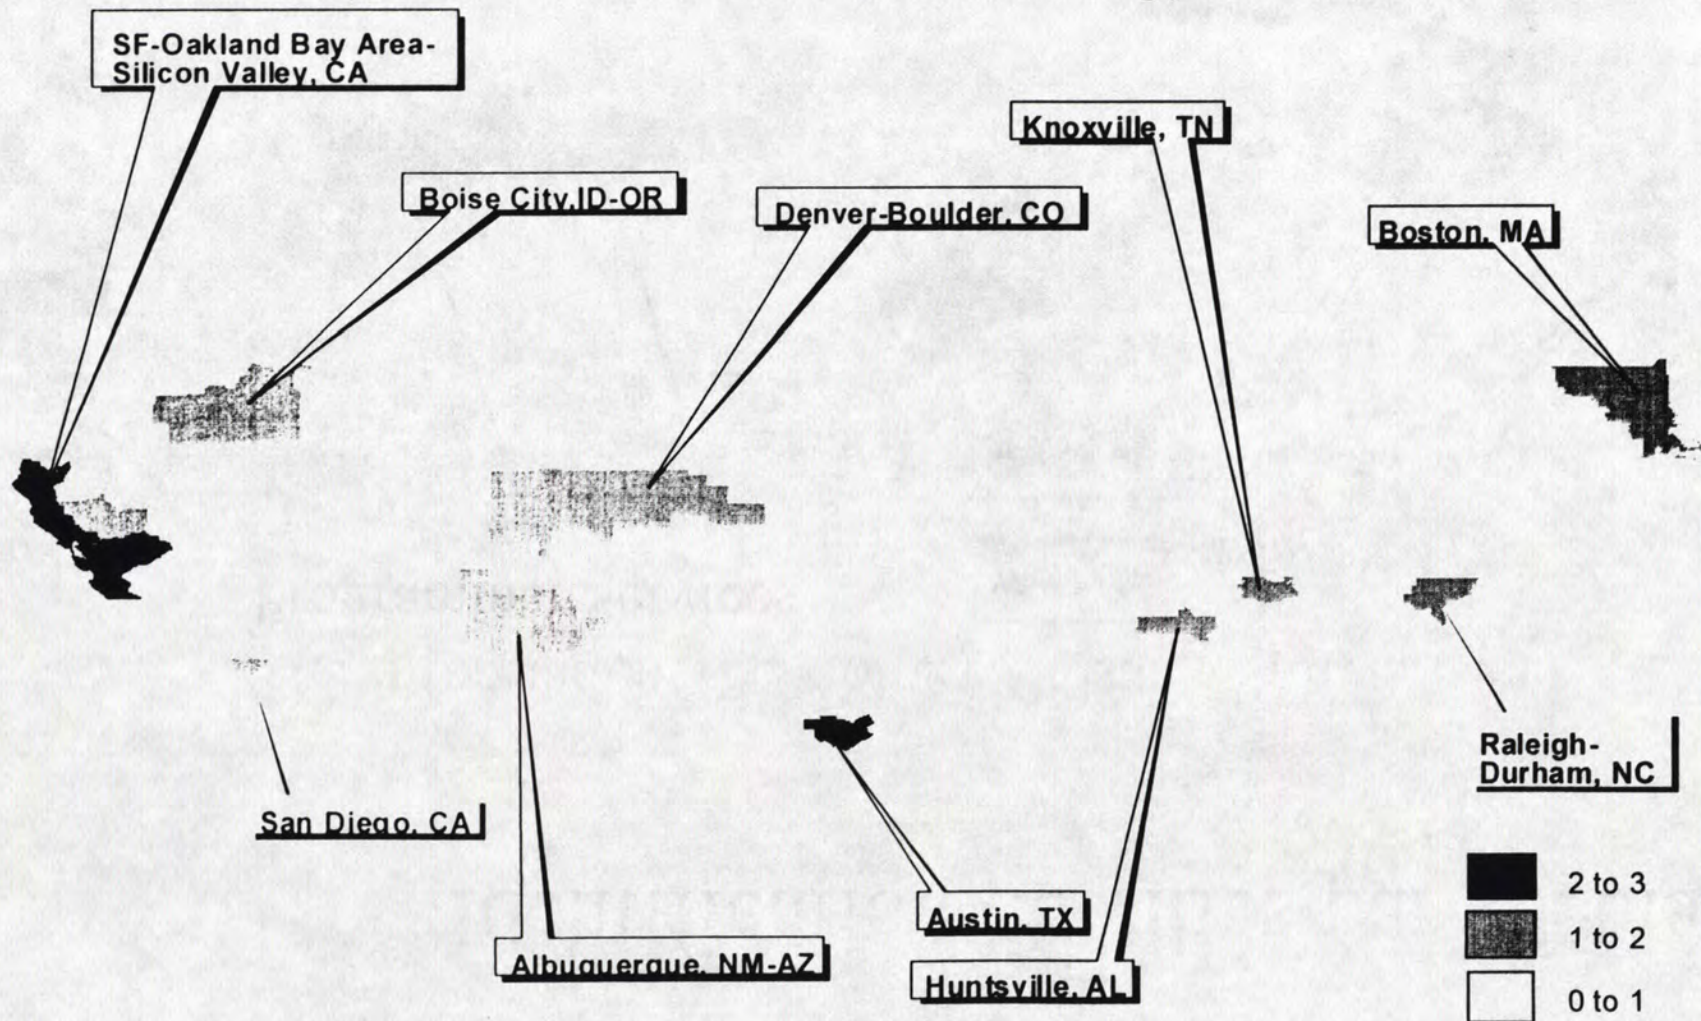 SF-Oakland Bay Area-
Silicon Valley, CA
Knoxville, TN
Boise City,ID-OR
Denver-Boulder, CO
Boston, MA
Raleigh-
Durham, NC
San Diego, CA
Austin, TX
Albuquerque, NM-AZ
Huntsville, AL
2 to 3
1 to 2
0 to 1